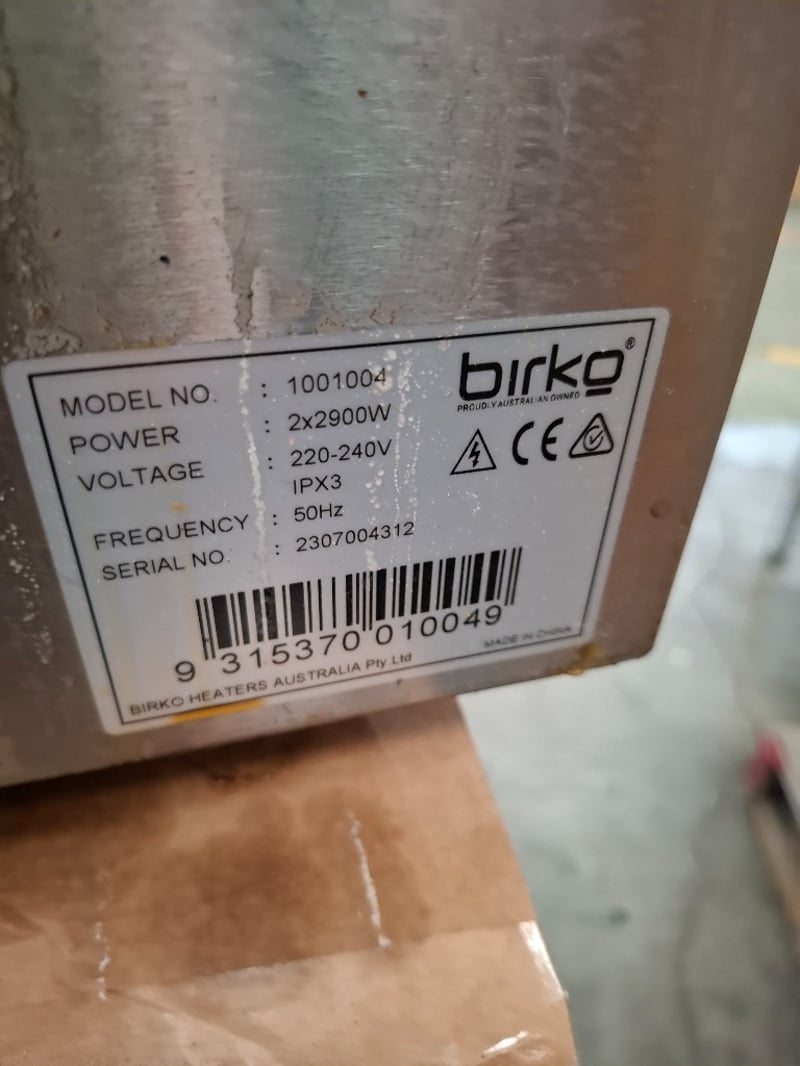 MODEL NO. : 1001004
POWER : 2x2900W
VOLTAGE : 220-240V
IPX3
FREQUENCY : 50Hz
SERIAL NO. : 2307004312
birko®
PROUDLY AUSTRALIAN OWNED
CE
9 315370 010049
BIRKO HEATERS AUSTRALIA Pty Ltd
MADE IN CHINA